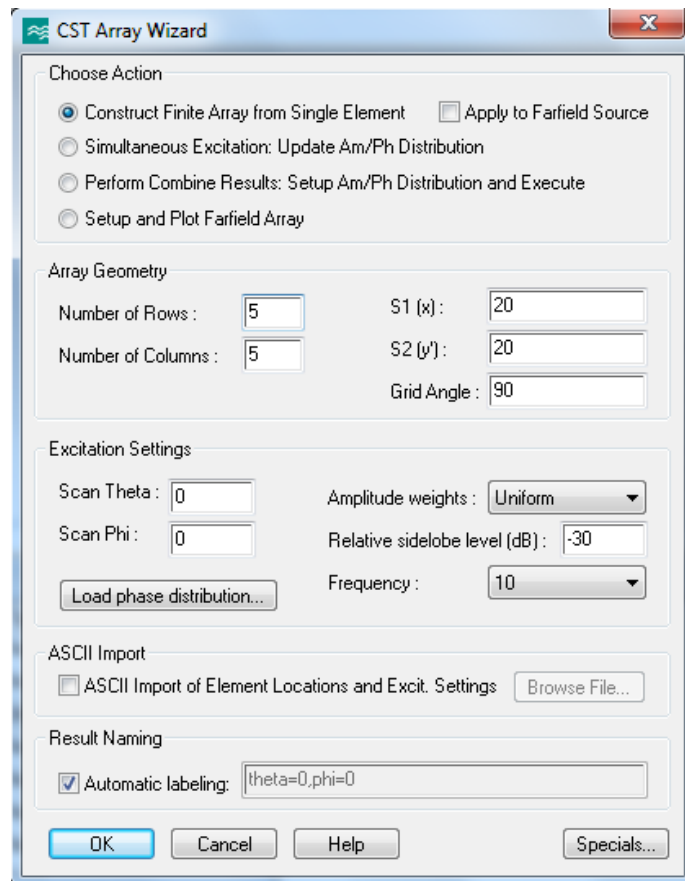 CST Array Wizard
X
Choose Action
Construct Finite Array from Single Element Apply to Farfield Source
Simultaneous Excitation: Update Am/Ph Distribution
Perform Combine Results: Setup Am/Ph Distribution and Execute
Setup and Plot Farfield Array
Array Geometry
Number of Rows : 5 S1 (x) : 20
Number of Columns : 5 S2 (y') : 20
Grid Angle : 90
Excitation Settings
Scan Theta : 0 Amplitude weights : Uniform
Scan Phi : 0 Relative sidelobe level (dB) : -30
Load phase distribution... Frequency : 10
ASCII Import
ASCII Import of Element Locations and Excit. Settings Browse File...
Result Naming
Automatic labeling: theta=0,phi=0
OK Cancel Help Specials...